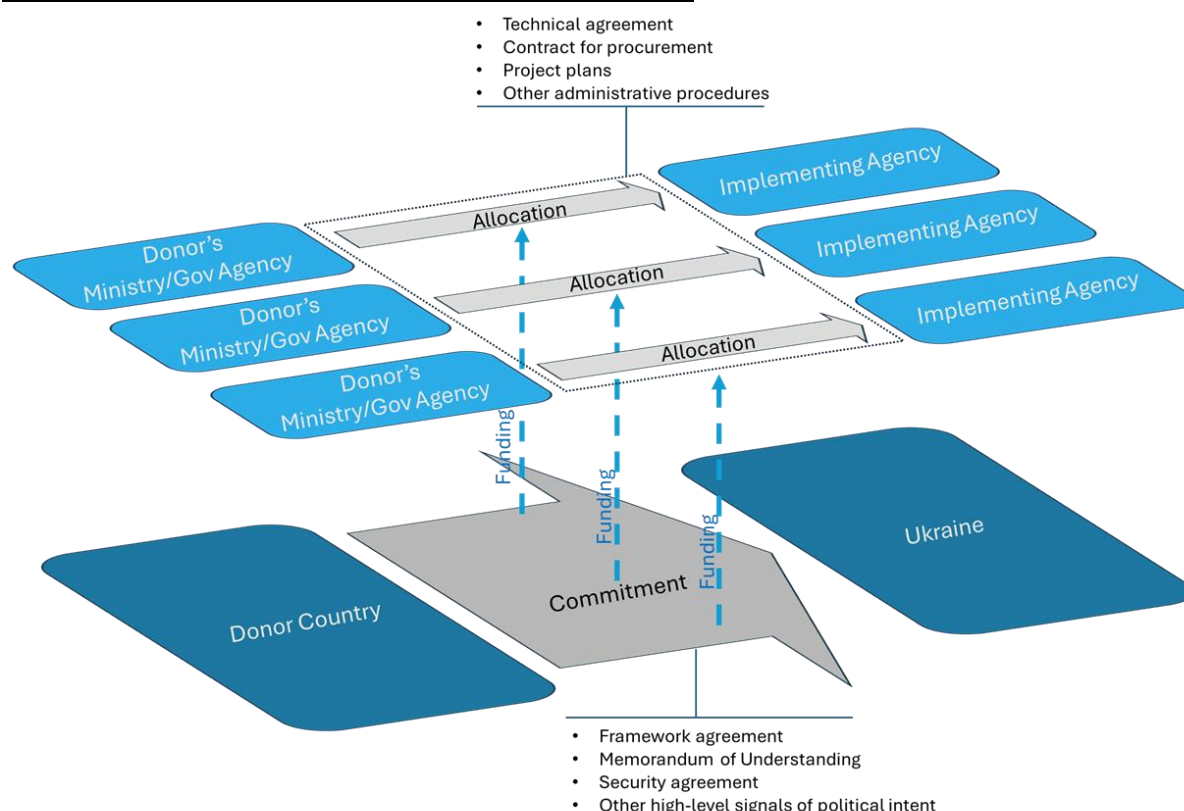 • Technical agreement
• Contract for procurement
• Project plans
• Other administrative procedures
Implementing Agency
Allocation
Donor's
Ministry/Gov Agency
Implementing Agency
Allocation
Donor's
Ministry/Gov Agency
Implementing Agency
Allocation
Donor's
Ministry/Gov Agency
Funding
Funding
Funding
Ukraine
Commitment
Donor Country
• Framework agreement
• Memorandum of Understanding
• Security agreement
• Other high-level signals of political intent